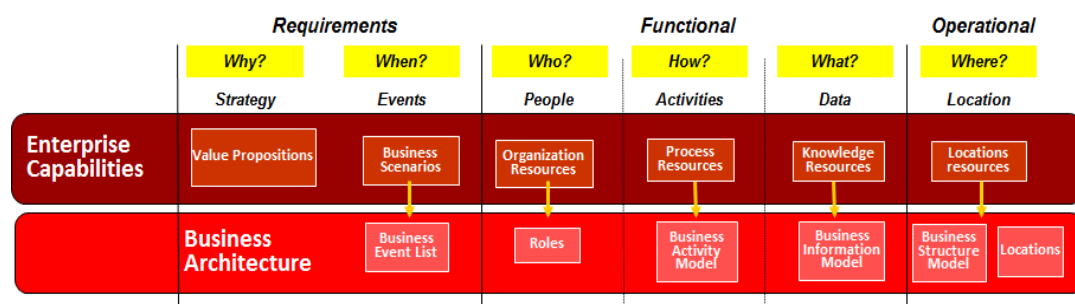 Requirements
Functional
Operational
Why?
When?
Who?
How?
What?
Where?
Strategy
Events
People
Activities
Data
Location
Enterprise
Capabilities
Value Propositions
Business
Scenarios
Organization
Resources
Process
Resources
Knowledge
Resources
Locations
resources
Business
Architecture
Business
Event List
Roles
Business
Activity
Model
Business
Information
Model
Business
Structure
Model
Locations